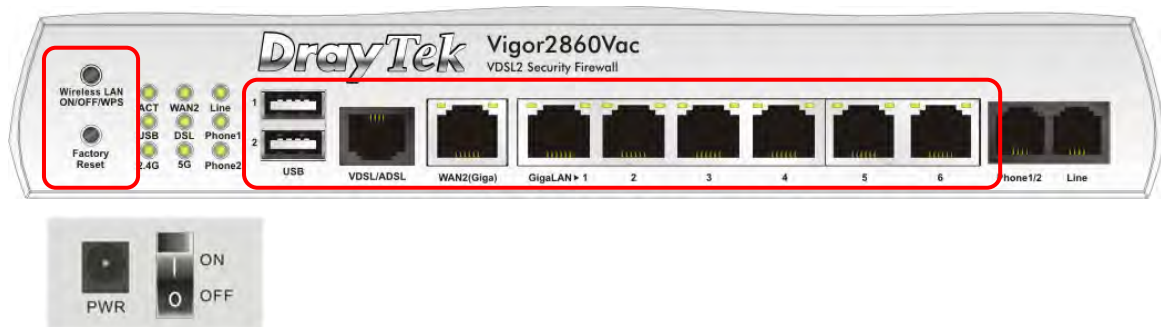 DrayTek Vigor2860Vac
VDSL2 Security Firewall
Wireless LAN
ON/OFF/WPS
Factory
Reset
ACT WAN2 Line
USB DSL Phone1
2.4G 5G Phone2
1
2
USB
VDSL/ADSL
WAN2(Giga)
GigaLAN ▶ 1 2 3 4 5 6
Phone1/2 Line
PWR
I ON
0 OFF